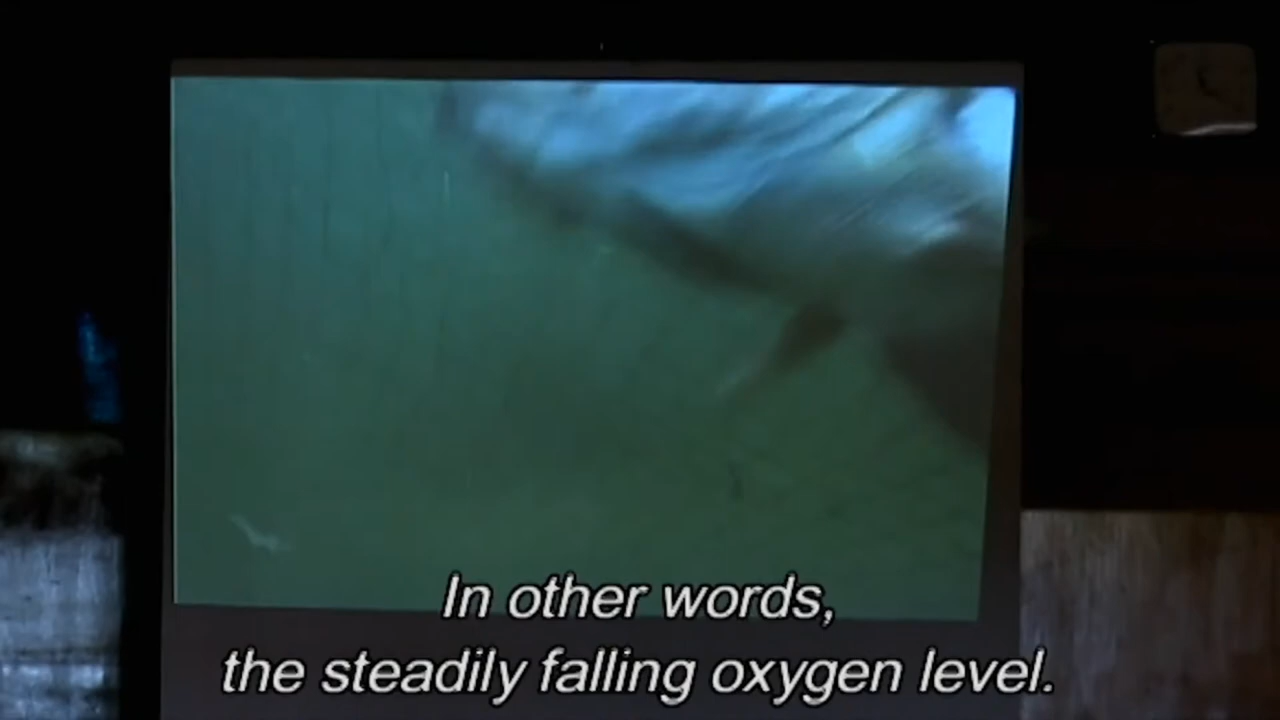 In other words,
the steadily falling oxygen level.